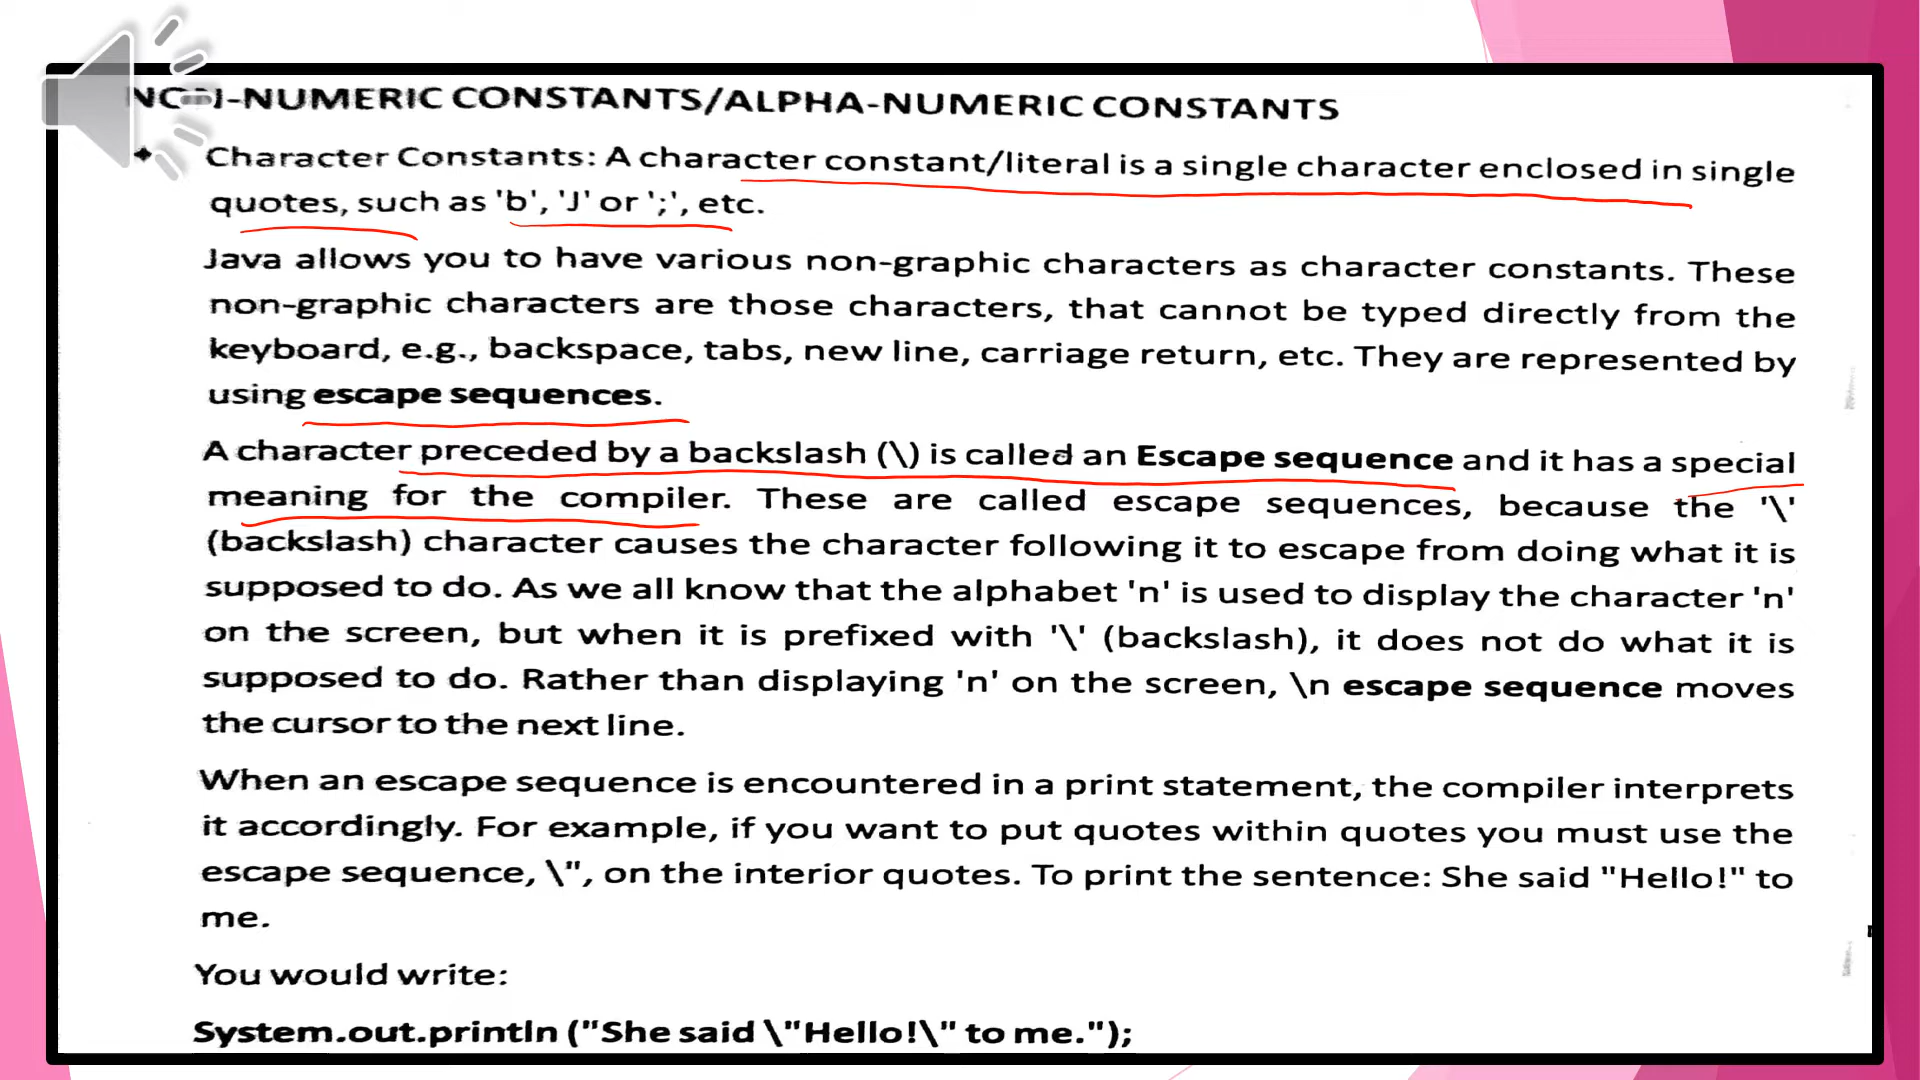 NON-NUMERIC CONSTANTS/ALPHA-NUMERIC CONSTANTS
Character Constants: A character constant/literal is a single character enclosed in single
quotes, such as 'b', 'J' or ';', etc.
Java allows you to have various non-graphic characters as character constants. These
non-graphic characters are those characters, that cannot be typed directly from the
keyboard, e.g., backspace, tabs, new line, carriage return, etc. They are represented by
using escape sequences.
A character preceded by a backslash (\) is called an Escape sequence and it has a special
meaning for the compiler. These are called escape sequences, because the '\'
(backslash) character causes the character following it to escape from doing what it is
supposed to do. As we all know that the alphabet 'n' is used to display the character 'n'
on the screen, but when it is prefixed with '\' (backslash), it does not do what it is
supposed to do. Rather than displaying 'n' on the screen, \n escape sequence moves
the cursor to the next line.
When an escape sequence is encountered in a print statement, the compiler interprets
it accordingly. For example, if you want to put quotes within quotes you must use the
escape sequence, \", on the interior quotes. To print the sentence: She said "Hello!" to
me.
You would write:
System.out.println ("She said \"Hello!\" to me.");